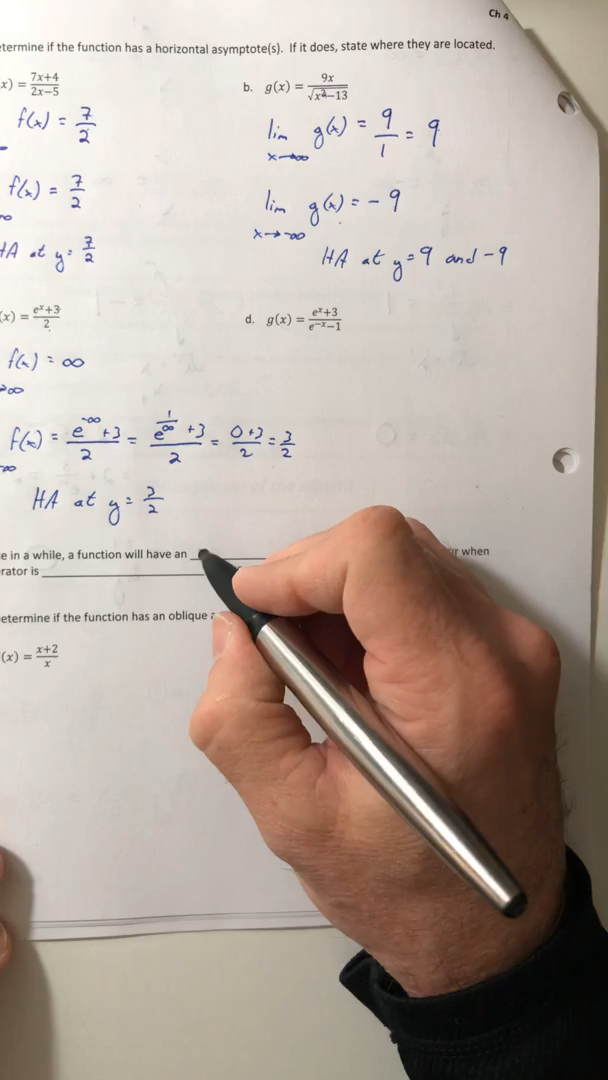 Ch 4
etermine if the function has a horizontal asymptote(s). If it does, state where they are located.
x) = 7x+4 / 2x−5
b. g(x) = 9x / √x²−13
f(x) = 7/2
lim x→∞ g(x) = 9/1 = 9
f(x) = 7/2
∞
lim x→-∞ g(x) = -9
HA at y = 7/2
HA at y = 9 and -9
(x) = eˣ+3 / 2
d. g(x) = eˣ+3 / e⁻ˣ−1
f(x) = ∞
→∞
f(x) = e^-∞ + 3 / 2 = 1/e^∞ + 3 / 2 = 0+3 / 2 = 3/2
∞
HA at y = 3/2
e in a while, a function will have an
when
rator is
etermine if the function has an oblique
(x) = x+2 / x